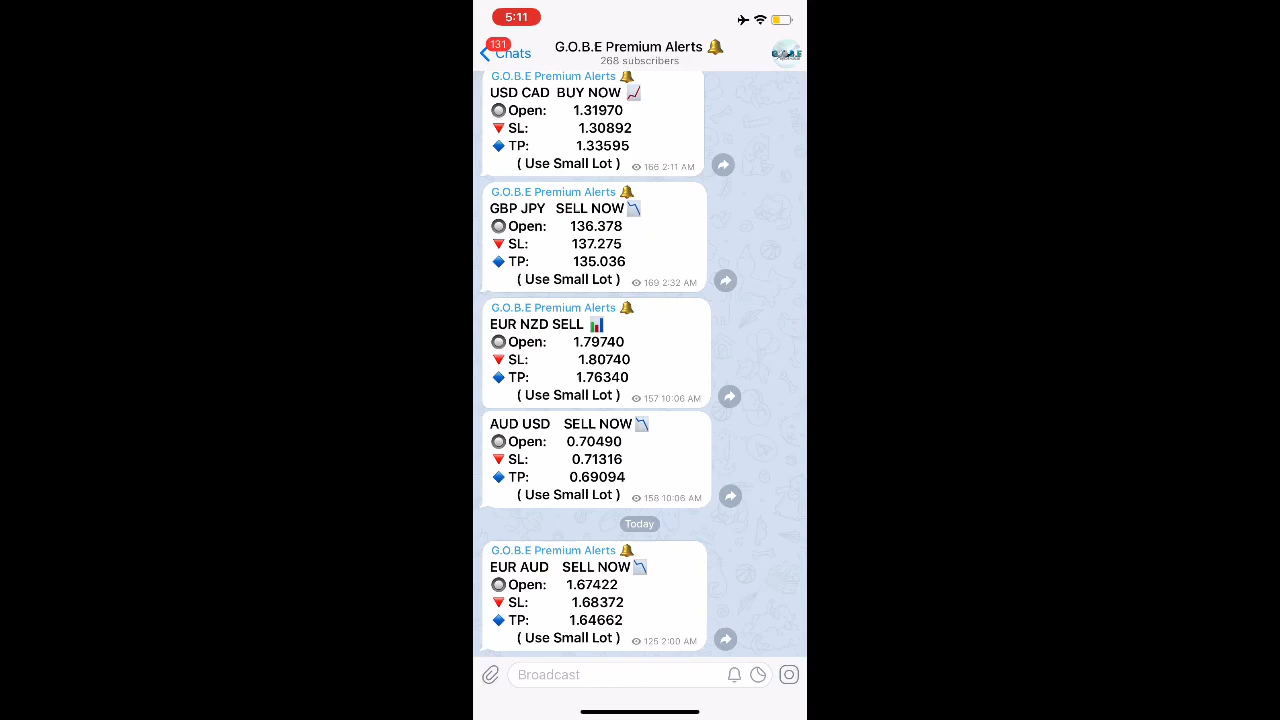 5:11
131
Chats
G.O.B.E Premium Alerts 🔔
268 subscribers
G.O.B.E Premium Alerts 🔔
USD CAD BUY NOW 📈
🔘Open: 1.31970
🔻SL: 1.30892
🔹TP: 1.33595
( Use Small Lot ) 166 2:11 AM
G.O.B.E Premium Alerts 🔔
GBP JPY SELL NOW📉
🔘Open: 136.378
🔻SL: 137.275
🔹TP: 135.036
( Use Small Lot ) 169 2:32 AM
G.O.B.E Premium Alerts 🔔
EUR NZD SELL 📊
🔘Open: 1.79740
🔻SL: 1.80740
🔹TP: 1.76340
( Use Small Lot ) 157 10:06 AM
AUD USD SELL NOW📉
🔘Open: 0.70490
🔻SL: 0.71316
🔹TP: 0.69094
( Use Small Lot ) 158 10:06 AM
Today
G.O.B.E Premium Alerts 🔔
EUR AUD SELL NOW📉
🔘Open: 1.67422
🔻SL: 1.68372
🔹TP: 1.64662
( Use Small Lot ) 125 2:00 AM
Broadcast